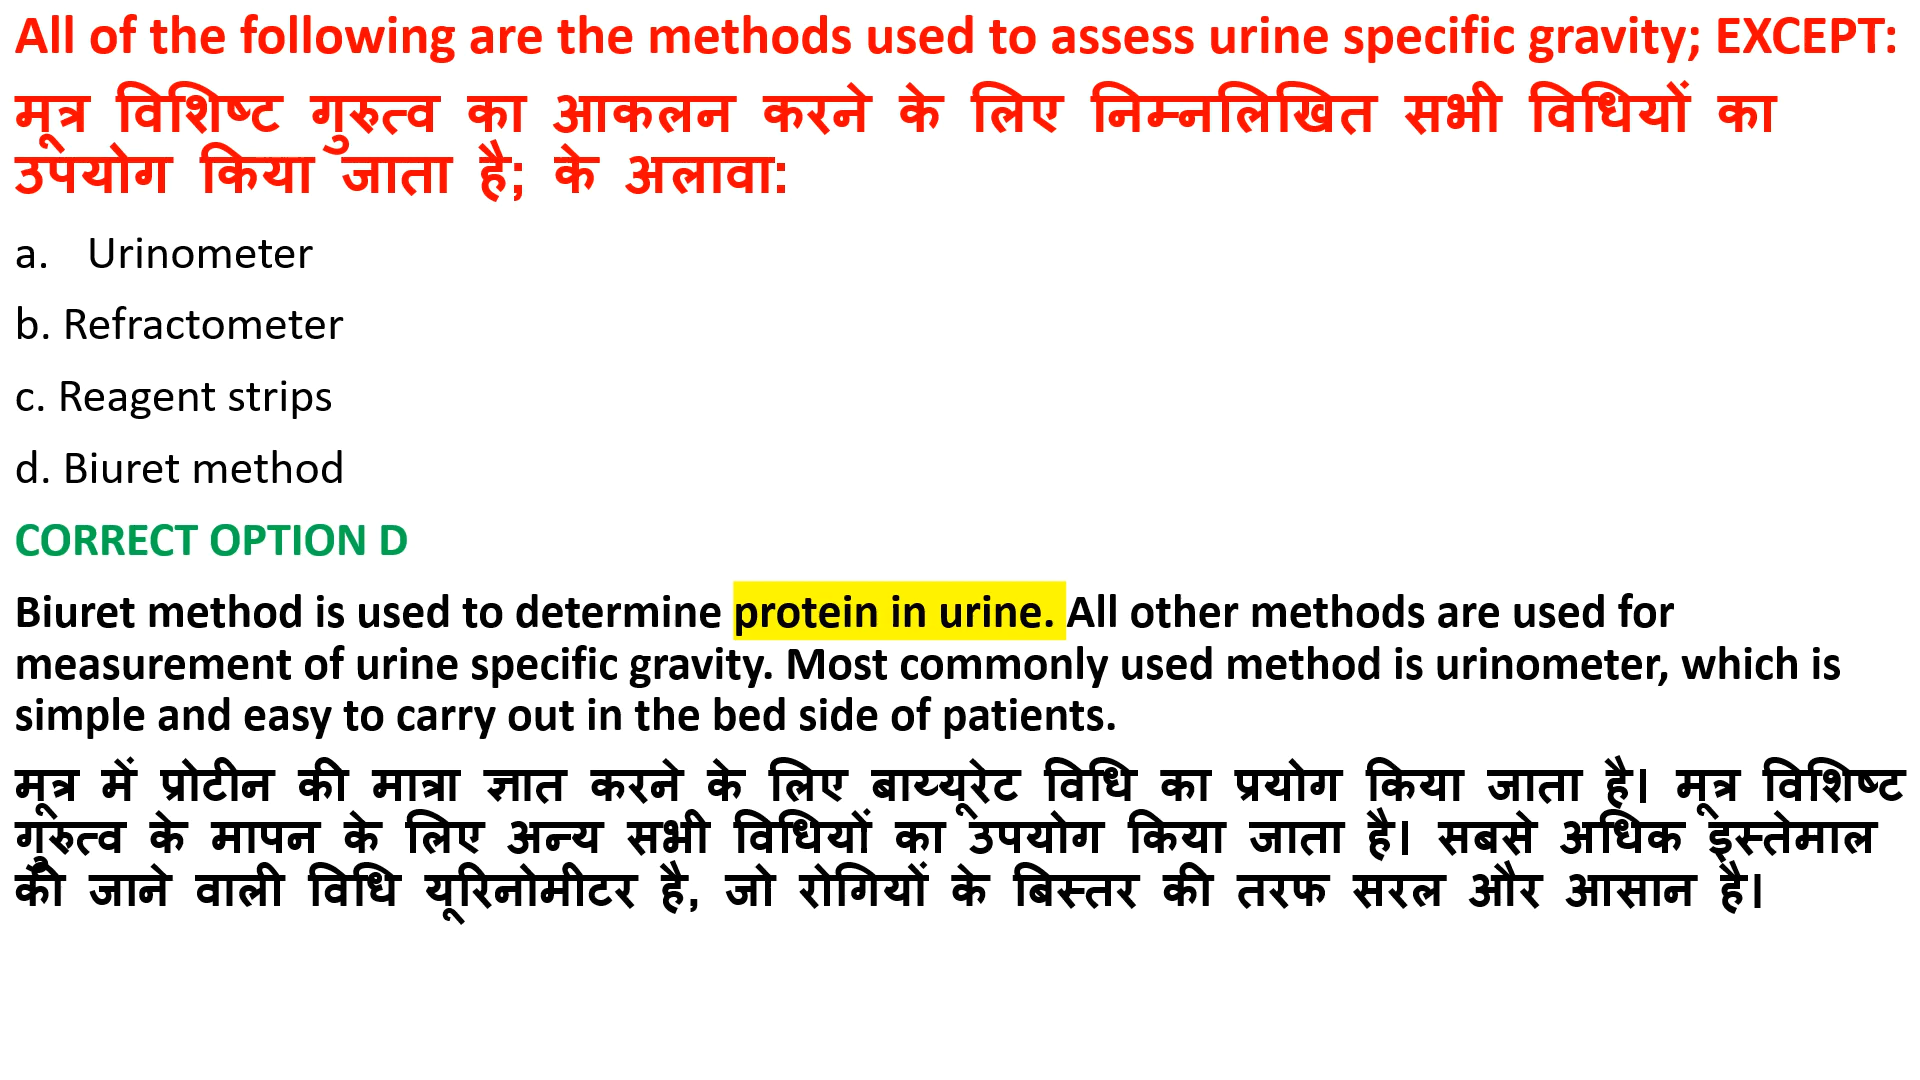 All of the following are the methods used to assess urine specific gravity; EXCEPT:
मूत्र विशिष्ट गुरुत्व का आकलन करने के लिए निम्नलिखित सभी विधियों का
उपयोग किया जाता है; के अलावा:
a. Urinometer
b. Refractometer
c. Reagent strips
d. Biuret method
CORRECT OPTION D
Biuret method is used to determine protein in urine. All other methods are used for
measurement of urine specific gravity. Most commonly used method is urinometer, which is
simple and easy to carry out in the bed side of patients.
मूत्र में प्रोटीन की मात्रा ज्ञात करने के लिए बाय्यूरेट विधि का प्रयोग किया जाता है। मूत्र विशिष्ट
गुरुत्व के मापन के लिए अन्य सभी विधियों का उपयोग किया जाता है। सबसे अधिक इस्तेमाल
की जाने वाली विधि यूरिनोमीटर है, जो रोगियों के बिस्तर की तरफ सरल और आसान है।